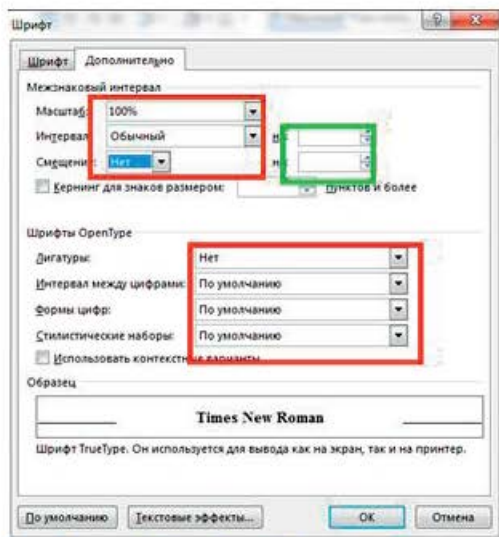 Шрифт
Шрифт Дополнительно
Межзнаковый интервал
Масштаб: 100%
Интервал: Обычный на:
Смещение: Нет на:
Кернинг для знаков размером: пунктов и более
Шрифты OpenType
Лигатуры: Нет
Интервал между цифрами: По умолчанию
Формы цифр: По умолчанию
Стилистические наборы: По умолчанию
Использовать контекстные варианты
Образец
Times New Roman
Шрифт TrueType. Он используется для вывода как на экран, так и на принтер.
По умолчанию Текстовые эффекты... ОК Отмена